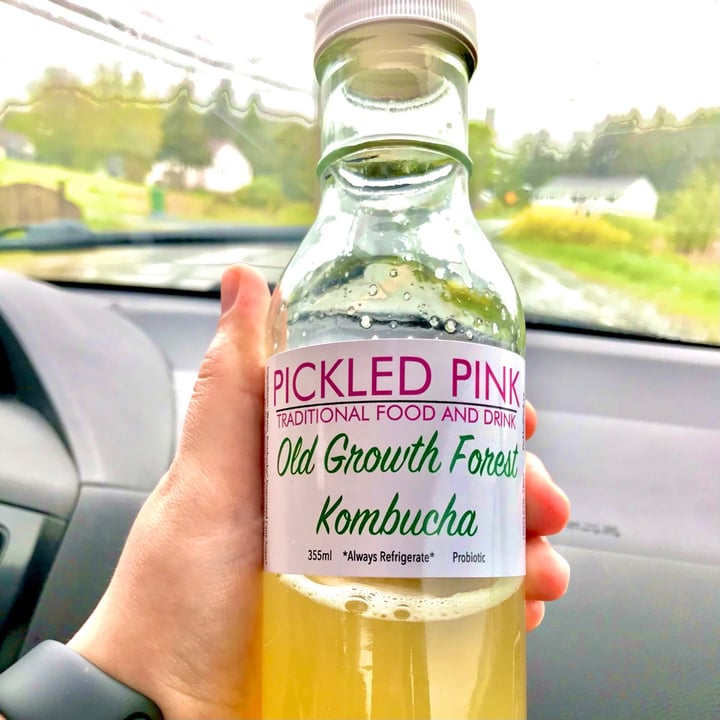 PICKLED PINK
TRADITIONAL FOOD AND DRINK
Old Growth Forest
Kombucha
355ml *Always Refrigerate* Probiotic